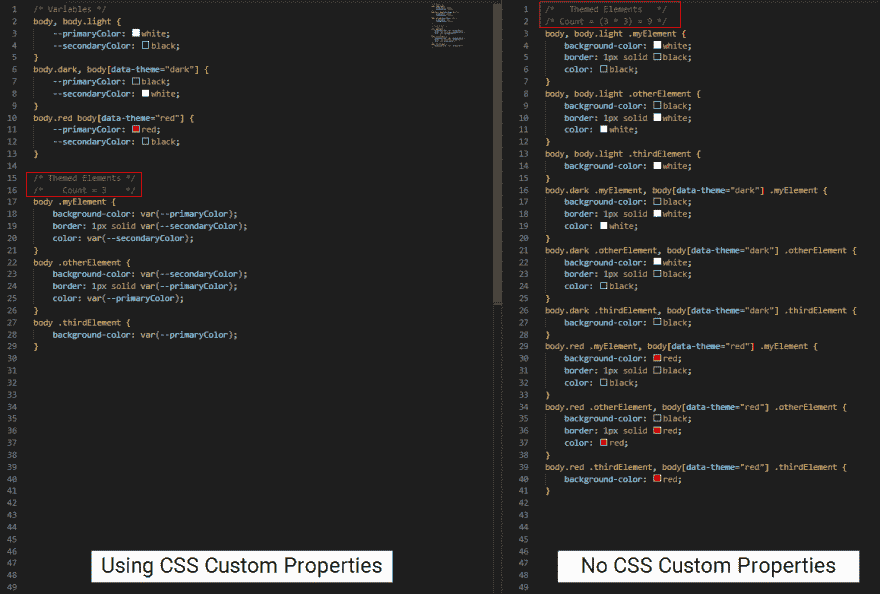 1 /* Variables */
2 body, body.light {
3 --primaryColor: white;
4 --secondaryColor: black;
5 }
6 body.dark, body[data-theme="dark"] {
7 --primaryColor: black;
8 --secondaryColor: white;
9 }
10 body.red body[data-theme="red"] {
11 --primaryColor: red;
12 --secondaryColor: black;
13 }
14
15 /* Themed Elements */
16 /* Count = 3 */
17 body .myElement {
18 background-color: var(--primaryColor);
19 border: 1px solid var(--secondaryColor);
20 color: var(--secondaryColor);
21 }
22 body .otherElement {
23 background-color: var(--secondaryColor);
24 border: 1px solid var(--primaryColor);
25 color: var(--primaryColor);
26 }
27 body .thirdElement {
28 background-color: var(--primaryColor);
29 }
30
31
32
33
34
35
36
37
38
39
40
41
42
43
44
45
46
47
48
49
Using CSS Custom Properties
1 /* Themed Elements */
2 /* Count = (3 * 3) = 9 */
3 body, body.light .myElement {
4 background-color: white;
5 border: 1px solid black;
6 color: black;
7 }
8 body, body.light .otherElement {
9 background-color: black;
10 border: 1px solid white;
11 color: white;
12 }
13 body, body.light .thirdElement {
14 background-color: white;
15 }
16 body.dark .myElement, body[data-theme="dark"] .myElement {
17 background-color: black;
18 border: 1px solid white;
19 color: white;
20 }
21 body.dark .otherElement, body[data-theme="dark"] .otherElement {
22 background-color: white;
23 border: 1px solid black;
24 color: black;
25 }
26 body.dark .thirdElement, body[data-theme="dark"] .thirdElement {
27 background-color: black;
28 }
29 body.red .myElement, body[data-theme="red"] .myElement {
30 background-color: red;
31 border: 1px solid black;
32 color: black;
33 }
34 body.red .otherElement, body[data-theme="red"] .otherElement {
35 background-color: black;
36 border: 1px solid red;
37 color: red;
38 }
39 body.red .thirdElement, body[data-theme="red"] .thirdElement {
40 background-color: red;
41 }
42
43
44
45
46
47
48
49
No CSS Custom Properties